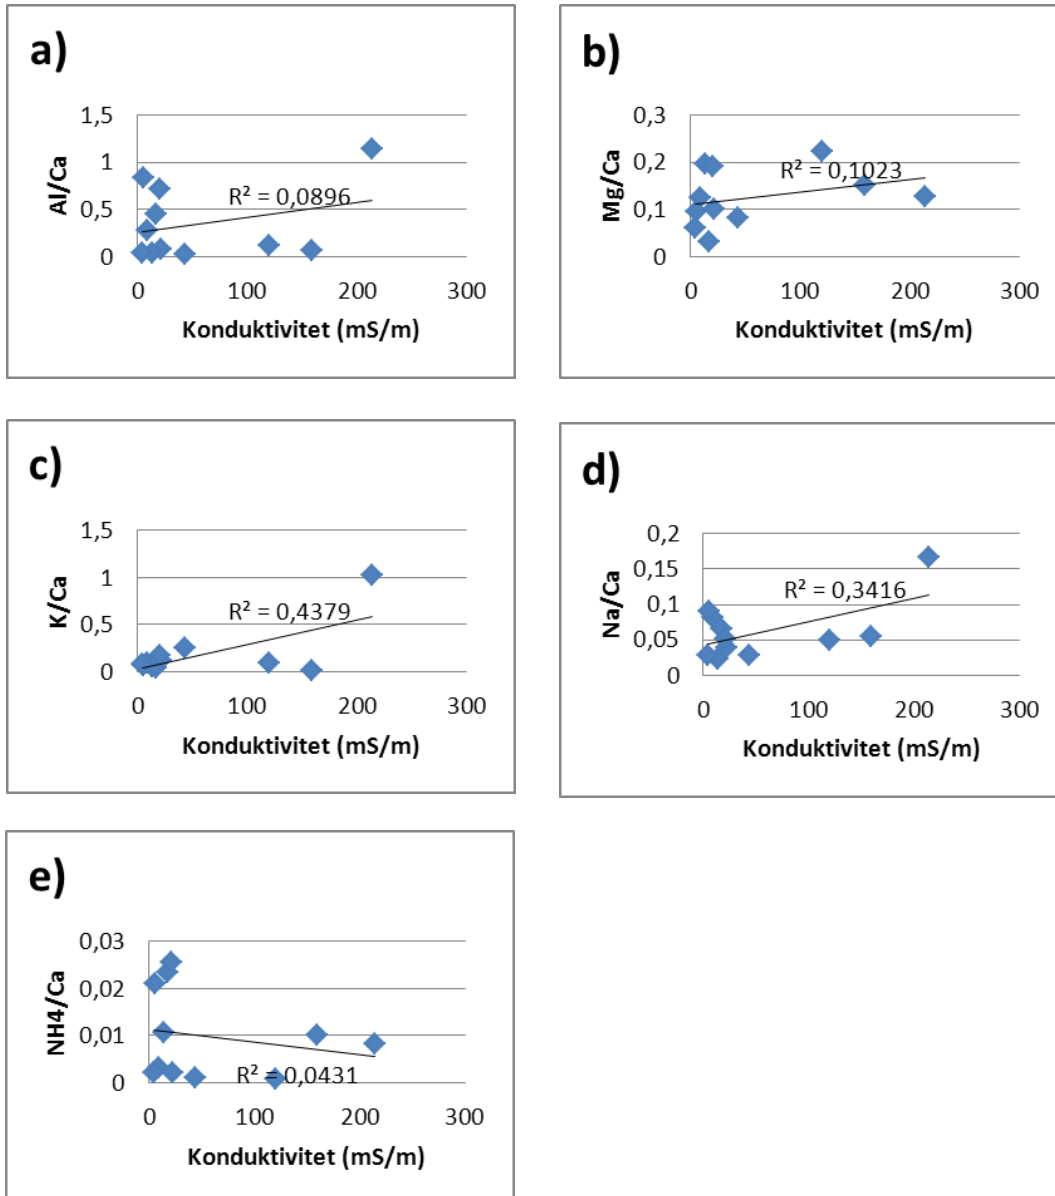 a)
Al/Ca
1,5
1
0,5
0
R² = 0,0896
0 100 200 300
Konduktivitet (mS/m)
b)
Mg/Ca
0,3
0,2
0,1
0
R² = 0,1023
0 100 200 300
Konduktivitet (mS/m)
c)
K/Ca
1,5
1
0,5
0
R² = 0,4379
0 100 200 300
Konduktivitet (mS/m)
d)
Na/Ca
0,2
0,15
0,1
0,05
0
R² = 0,3416
0 100 200 300
Konduktivitet (mS/m)
e)
NH4/Ca
0,03
0,02
0,01
0
R² = 0,0431
0 100 200 300
Konduktivitet (mS/m)